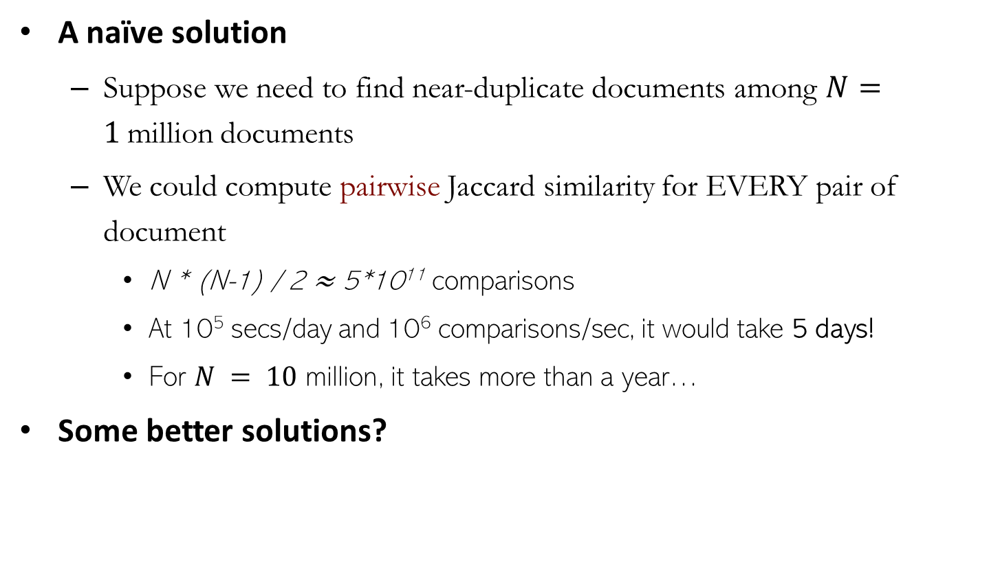 • A naïve solution
– Suppose we need to find near-duplicate documents among N =
1 million documents
– We could compute pairwise Jaccard similarity for EVERY pair of
document
• N * (N-1) / 2 ≈ 5*10¹¹ comparisons
• At 10⁵ secs/day and 10⁶ comparisons/sec, it would take 5 days!
• For N = 10 million, it takes more than a year…
• Some better solutions?